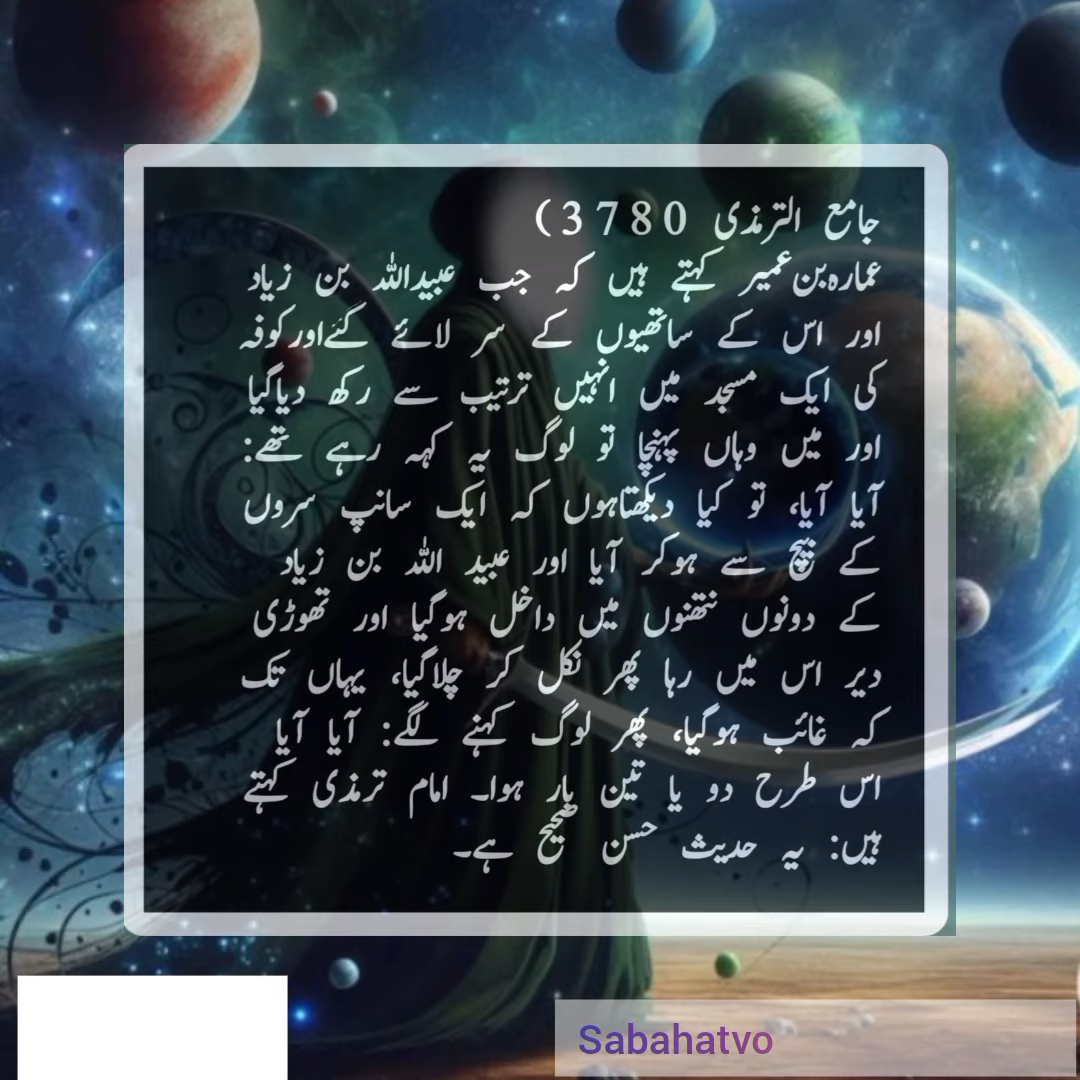 جامع الترمذی 3780)
عمارہ بن عمیر کہتے ہیں کہ جب عبیداللہ بن زیاد
اور اس کے ساتھیوں کے سر لائے گئے اور کوفہ
کی ایک مسجد میں انہیں ترتیب سے رکھ دیا گیا
اور میں وہاں پہنچا تو لوگ یہ کہہ رہے تھے:
آیا آیا، تو کیا دیکھتا ہوں کہ ایک سانپ سروں
کے بیچ سے ہو کر آیا اور عبید اللہ بن زیاد
کے دونوں نتھنوں میں داخل ہو گیا اور تھوڑی
دیر اس میں رہا پھر نکل کر چلا گیا، یہاں تک
کہ غائب ہو گیا، پھر لوگ کہنے لگے: آیا آیا
اس طرح دو یا تین بار ہوا۔ امام ترمذی کہتے
ہیں: یہ حدیث حسن صحیح ہے۔
Sabahatvo